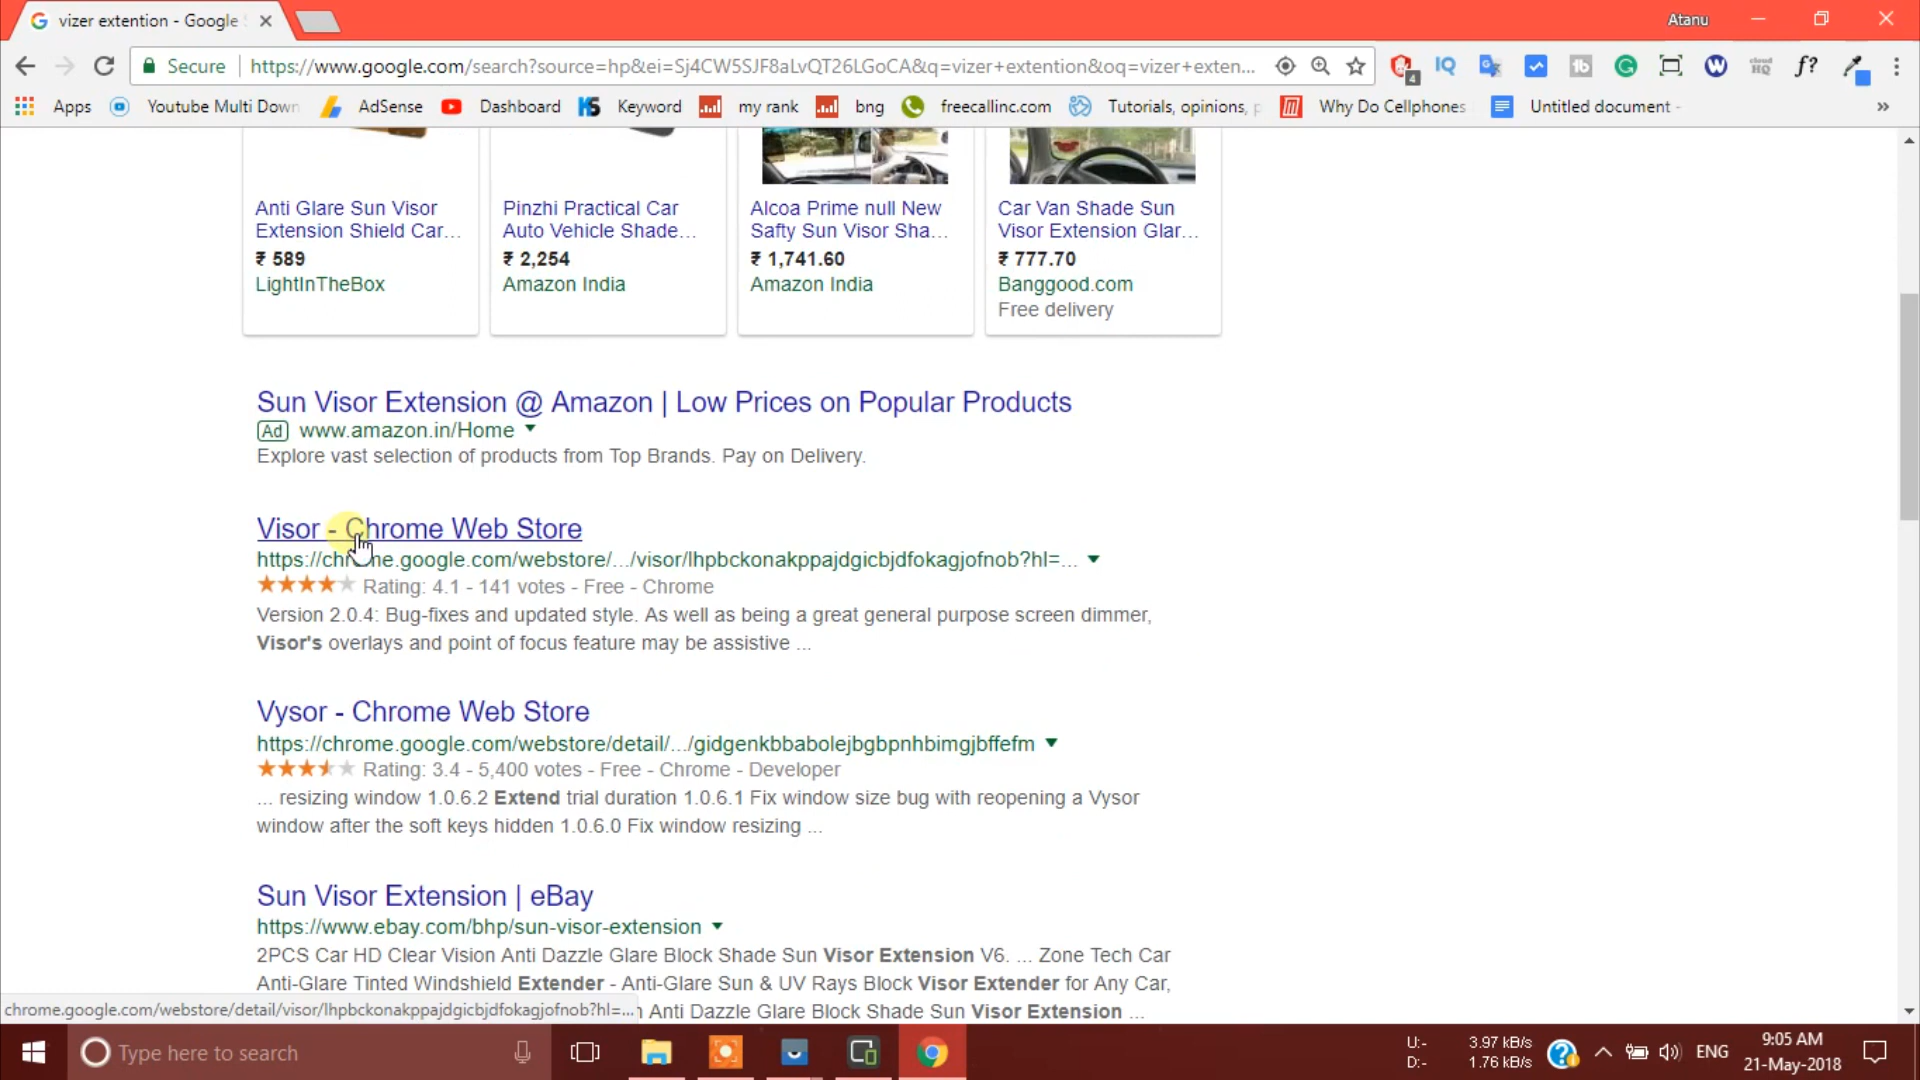 vizer extention - Google
Atanu
Secure
https://www.google.com/search?source=hp&ei=Sj4CW5SJF8aLvQT26LGoCA&q=vizer+extention&oq=vizer+exten...
4
IQ
tb
G
W
cloud HQ
f?
Apps
Youtube Multi Down
AdSense
Dashboard
K5
Keyword
my rank
bng
freecallinc.com
Tutorials, opinions, p
Why Do Cellphones
Untitled document -
»
Anti Glare Sun Visor
Extension Shield Car...
₹ 589
LightInTheBox
Pinzhi Practical Car
Auto Vehicle Shade...
₹ 2,254
Amazon India
Alcoa Prime null New
Safty Sun Visor Sha...
₹ 1,741.60
Amazon India
Car Van Shade Sun
Visor Extension Glar...
₹ 777.70
Banggood.com
Free delivery
Sun Visor Extension @ Amazon | Low Prices on Popular Products
Ad www.amazon.in/Home
Explore vast selection of products from Top Brands. Pay on Delivery.
Visor - Chrome Web Store
https://chrome.google.com/webstore/.../visor/lhpbckonakppajdgicbjdfokagjofnob?hl=...
Rating: 4.1 - 141 votes - Free - Chrome
Version 2.0.4: Bug-fixes and updated style. As well as being a great general purpose screen dimmer,
Visor's overlays and point of focus feature may be assistive ...
Vysor - Chrome Web Store
https://chrome.google.com/webstore/detail/.../gidgenkbbabolejbgbpnhbimgjbffefm
Rating: 3.4 - 5,400 votes - Free - Chrome - Developer
... resizing window 1.0.6.2 Extend trial duration 1.0.6.1 Fix window size bug with reopening a Vysor
window after the soft keys hidden 1.0.6.0 Fix window resizing ...
Sun Visor Extension | eBay
https://www.ebay.com/bhp/sun-visor-extension
2PCS Car HD Clear Vision Anti Dazzle Glare Block Shade Sun Visor Extension V6. ... Zone Tech Car
Anti-Glare Tinted Windshield Extender - Anti-Glare Sun & UV Rays Block Visor Extender for Any Car,
Anti Dazzle Glare Block Shade Sun Visor Extension ...
chrome.google.com/webstore/detail/visor/lhpbckonakppajdgicbjdfokagjofnob?hl=...
Type here to search
U:- 3.97 kB/s
D:- 1.76 kB/s
ENG
9:05 AM
21-May-2018